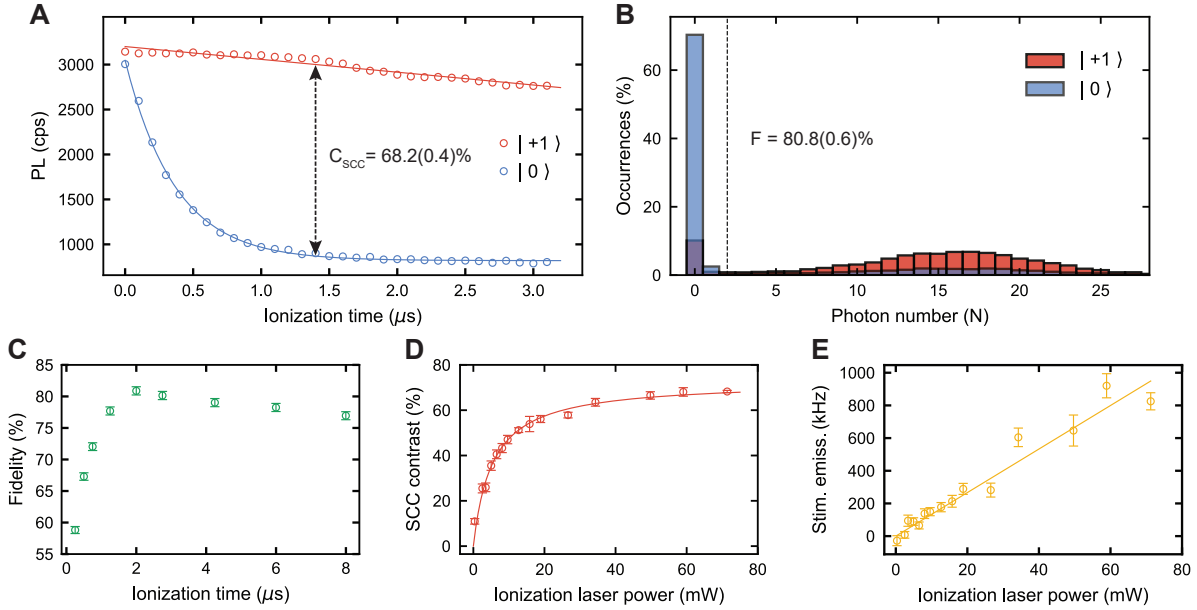 A
PL (cps)
3000
2500
2000
1500
1000
C_SCC = 68.2(0.4)%
| +1 ⟩
| 0 ⟩
0.0 0.5 1.0 1.5 2.0 2.5 3.0
Ionization time (μs)
B
Occurrences (%)
60
40
20
0
| +1 ⟩
| 0 ⟩
F = 80.8(0.6)%
0 5 10 15 20 25
Photon number (N)
C
Fidelity (%)
85
80
75
70
65
60
55
0 2 4 6 8
Ionization time (μs)
D
SCC contrast (%)
80
60
40
20
0
0 20 40 60 80
Ionization laser power (mW)
E
Stim. emiss. (kHz)
1000
800
600
400
200
0
0 20 40 60 80
Ionization laser power (mW)